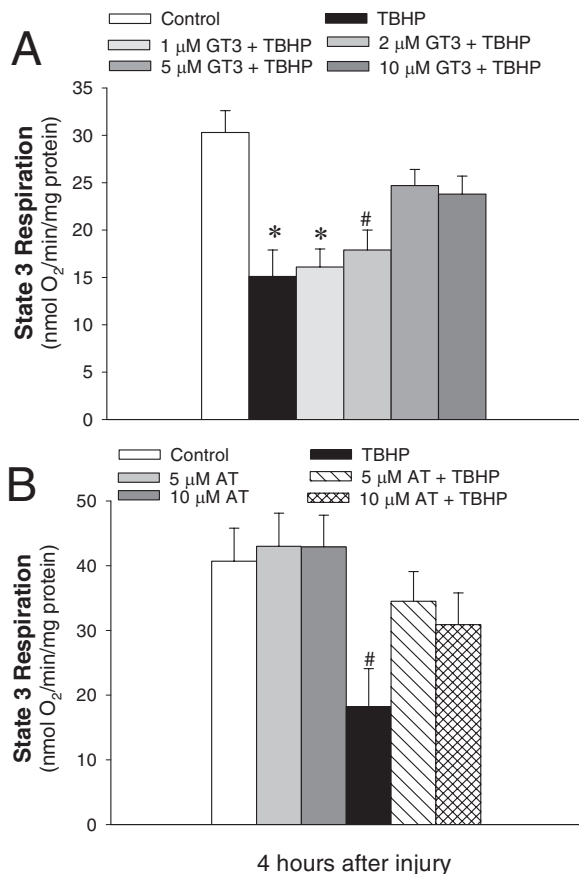 A
Control TBHP
1 μM GT3 + TBHP 2 μM GT3 + TBHP
5 μM GT3 + TBHP 10 μM GT3 + TBHP
State 3 Respiration
(nmol O₂/min/mg protein)
35
30
25
20
15
10
5
0
* * #
B
Control TBHP
5 μM AT 5 μM AT + TBHP
10 μM AT 10 μM AT + TBHP
State 3 Respiration
(nmol O₂/min/mg protein)
50
40
30
20
10
0
#
4 hours after injury